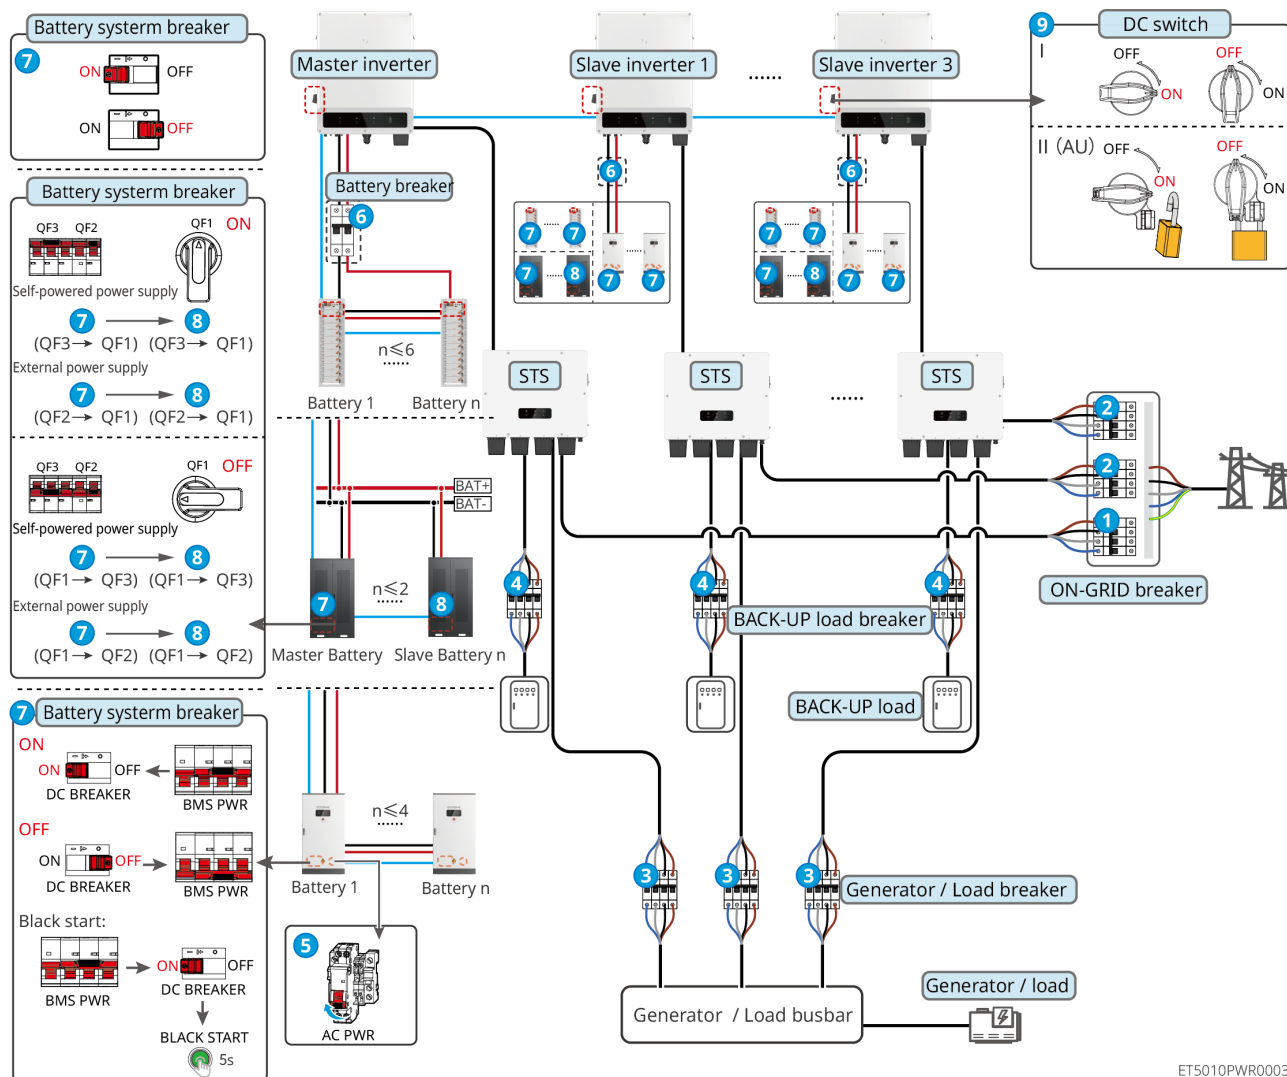 Battery systerm breaker
7
ON
OFF
ON
OFF
Battery systerm breaker
QF3 QF2
QF1
ON
Self-powered power supply
7 8
(QF3→ QF1) (QF3→ QF1)
External power supply
7 8
(QF2→ QF1) (QF2→ QF1)
QF3 QF2
QF1
OFF
Self-powered power supply
7 8
(QF1→ QF3) (QF1→ QF3)
External power supply
7 8
(QF1→ QF2) (QF1→ QF2)
7 Battery systerm breaker
ON
ON
OFF
DC BREAKER
BMS PWR
OFF
ON
OFF
DC BREAKER
BMS PWR
Black start:
BMS PWR
ON
OFF
DC BREAKER
BLACK START
5s
Master inverter
Slave inverter 1
......
Slave inverter 3
Battery breaker
6
6
6
7 ...... 7
7 ...... 8
7 ...... 7
7 ...... 7
7 ...... 8
7 ...... 7
n≤6
......
Battery 1
Battery n
BAT+
BAT-
n≤2
......
7
8
Master Battery
Slave Battery n
n≤4
......
Battery 1
Battery n
5
AC PWR
STS
STS
......
STS
9
DC switch
I
OFF
ON
OFF
ON
II (AU)
OFF
ON
OFF
ON
2
2
1
ON-GRID breaker
4
4
4
BACK-UP load breaker
BACK-UP load
3
3
3
Generator / Load breaker
Generator / Load busbar
Generator / load
ET5010PWR0003